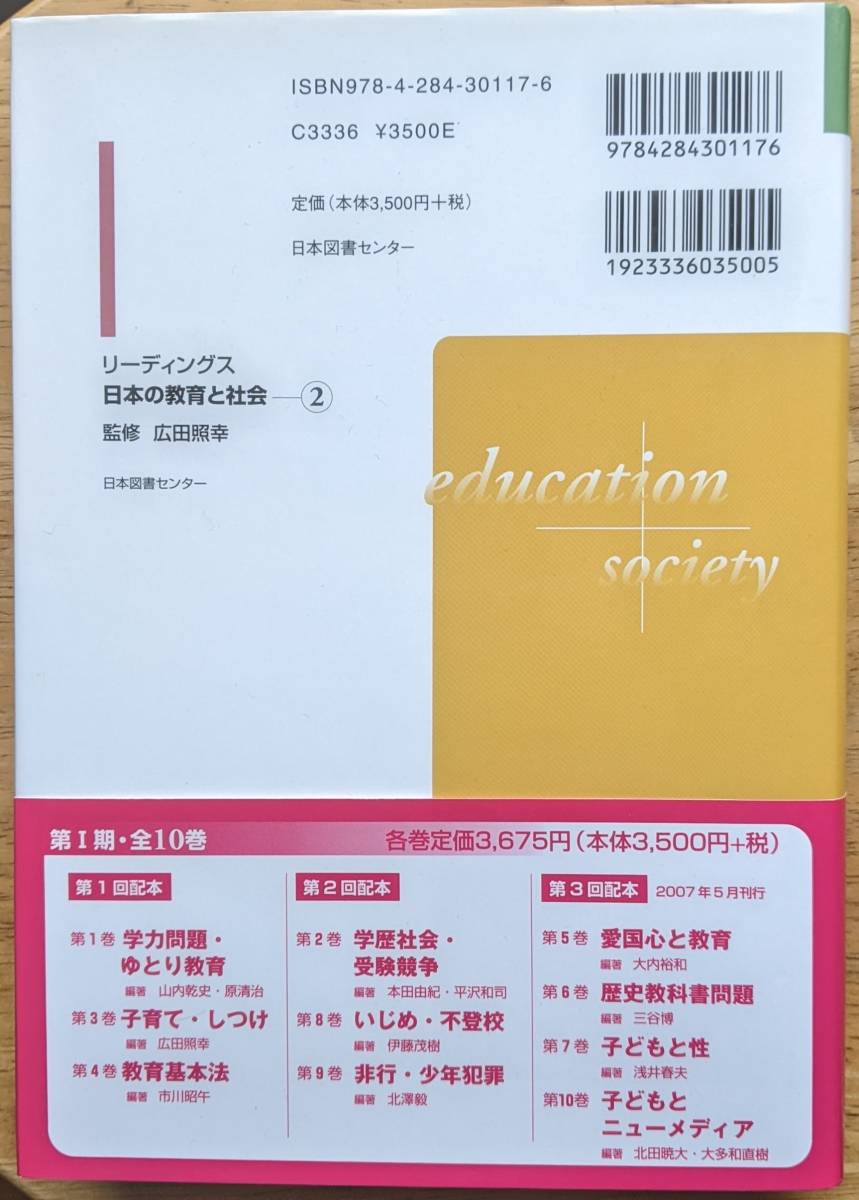 ISBN978-4-284-30117-6
C3336 ¥3500E
定価（本体3,500円＋税）
日本図書センター
9784284301176
1923336035005
リーディングス
日本の教育と社会―②
監修 広田照幸
日本図書センター
education
society
第Ⅰ期・全10巻
各巻定価3,675円（本体3,500円+税）
第1回配本
第1巻 学力問題・
ゆとり教育
編著 山内乾史・原清治
第3巻 子育て・しつけ
編著 広田照幸
第4巻 教育基本法
編著 市川昭午
第2回配本
第2巻 学歴社会・
受験競争
編著 本田由紀・平沢和司
第8巻 いじめ・不登校
編著 伊藤茂樹
第9巻 非行・少年犯罪
編著 北澤毅
第3回配本 2007年5月刊行
第5巻 愛国心と教育
編著 大内裕和
第6巻 歴史教科書問題
編著 三谷博
第7巻 子どもと性
編著 浅井春夫
第10巻 子どもと
ニューメディア
編著 北田暁大・大多和直樹